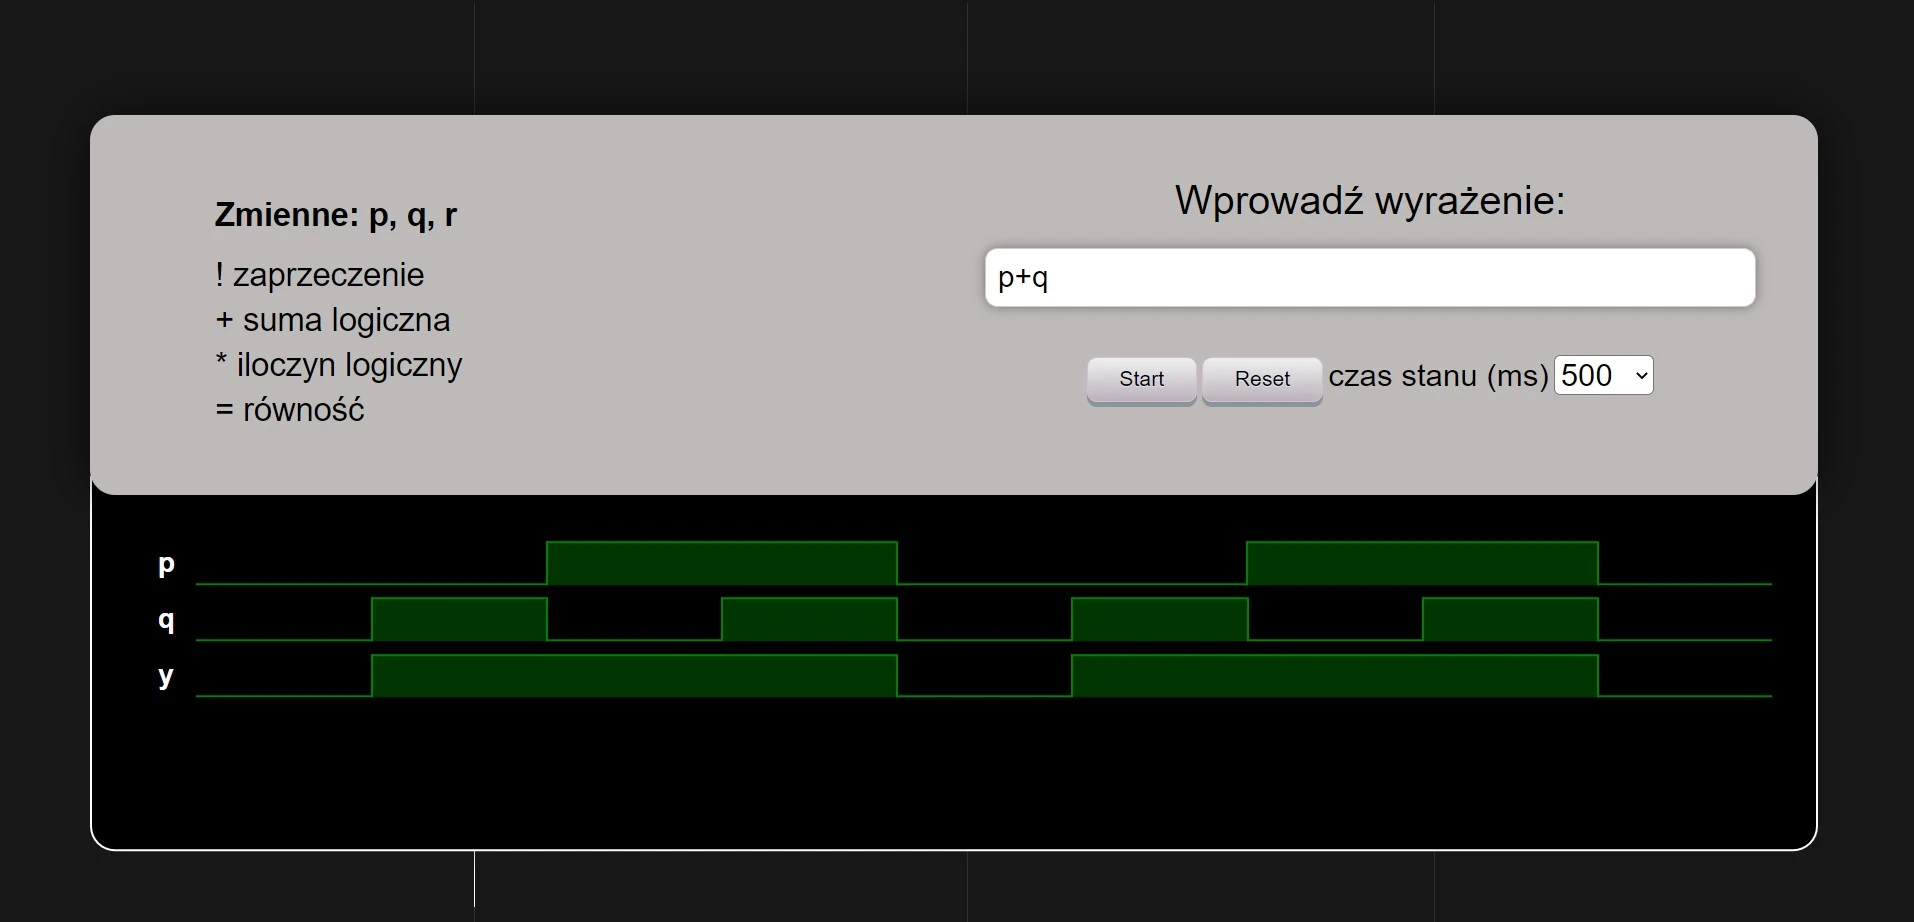 Zmienne: p, q, r
! zaprzeczenie
+ suma logiczna
* iloczyn logiczny
= równość
Wprowadź wyrażenie:
p+q
Start Reset czas stanu (ms) 500
p
q
y